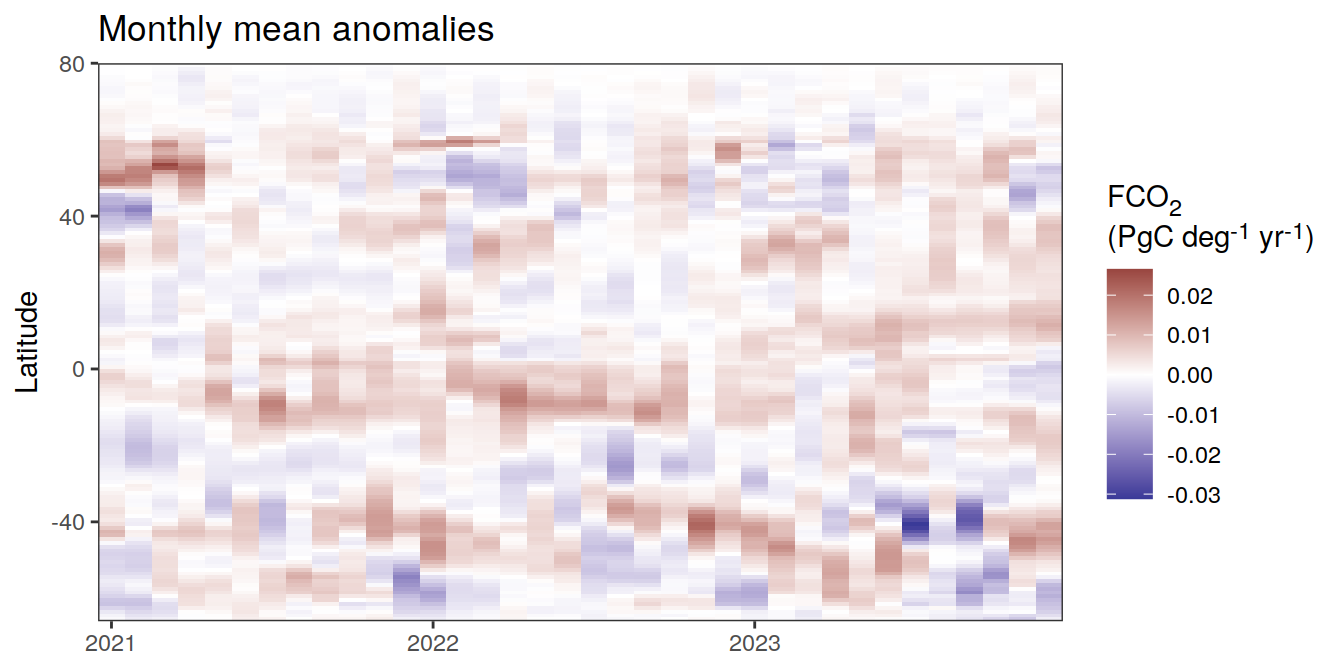 Monthly mean anomalies
80
40
0
-40
Latitude
2021 2022 2023
FCO₂
(PgC deg⁻¹ yr⁻¹)
0.02
0.01
0.00
-0.01
-0.02
-0.03